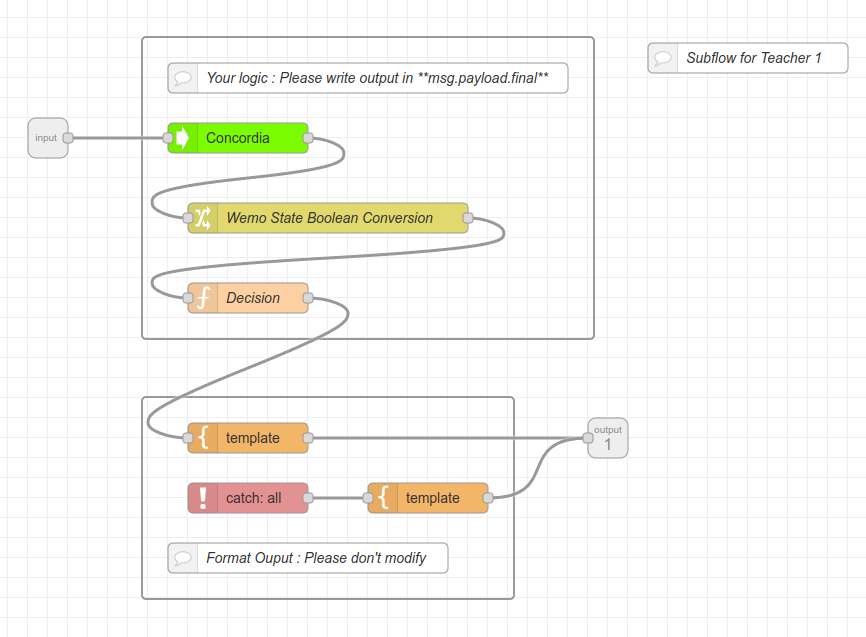 Your logic : Please write output in **msg.payload.final**
Subflow for Teacher 1
input
Concordia
Wemo State Boolean Conversion
Decision
template
output
1
catch: all
template
Format Ouput : Please don't modify